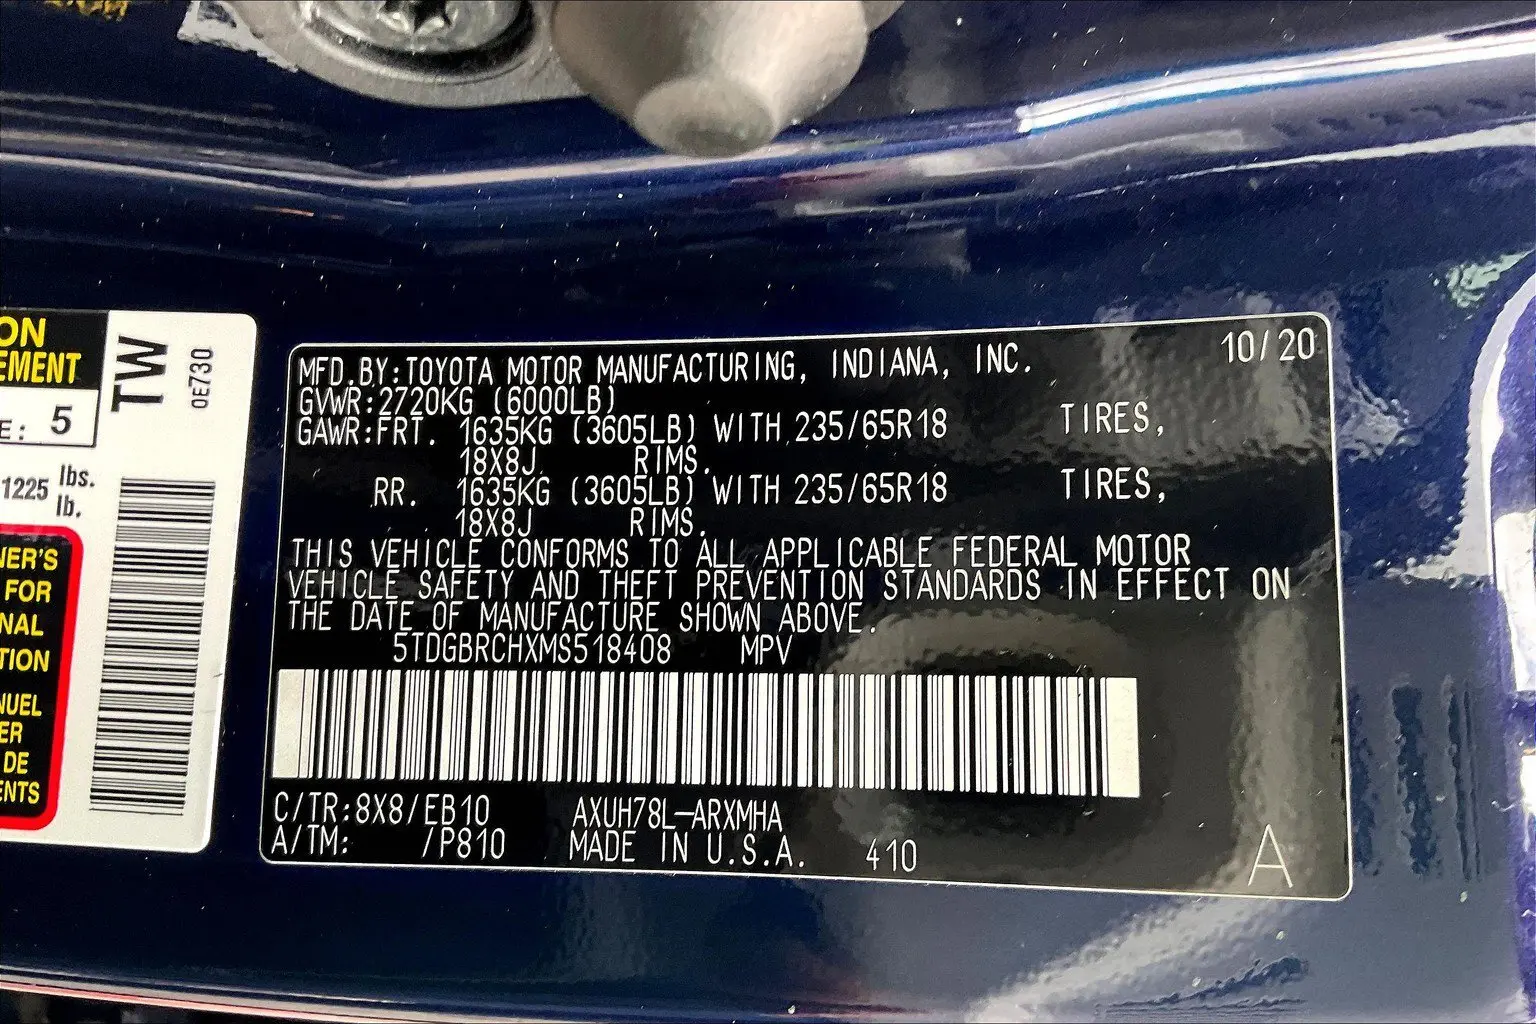 ON
EMENT
E: 5
1225 lbs.
lb.
NER'S
FOR
NAL
TION
NUEL
ER
DE
ENTS
TW
0E730
MFD.BY:TOYOTA MOTOR MANUFACTURING, INDIANA, INC. 10/20
GVWR:2720KG (6000LB)
GAWR:FRT. 1635KG (3605LB) WITH 235/65R18 TIRES,
18X8J RIMS.
RR. 1635KG (3605LB) WITH 235/65R18 TIRES,
18X8J RIMS.
THIS VEHICLE CONFORMS TO ALL APPLICABLE FEDERAL MOTOR
VEHICLE SAFETY AND THEFT PREVENTION STANDARDS IN EFFECT ON
THE DATE OF MANUFACTURE SHOWN ABOVE.
5TDGBRCHXMS518408 MPV
C/TR:8X8/EB10 AXUH78L-ARXMHA
A/TM: /P810 MADE IN U.S.A. 410 A